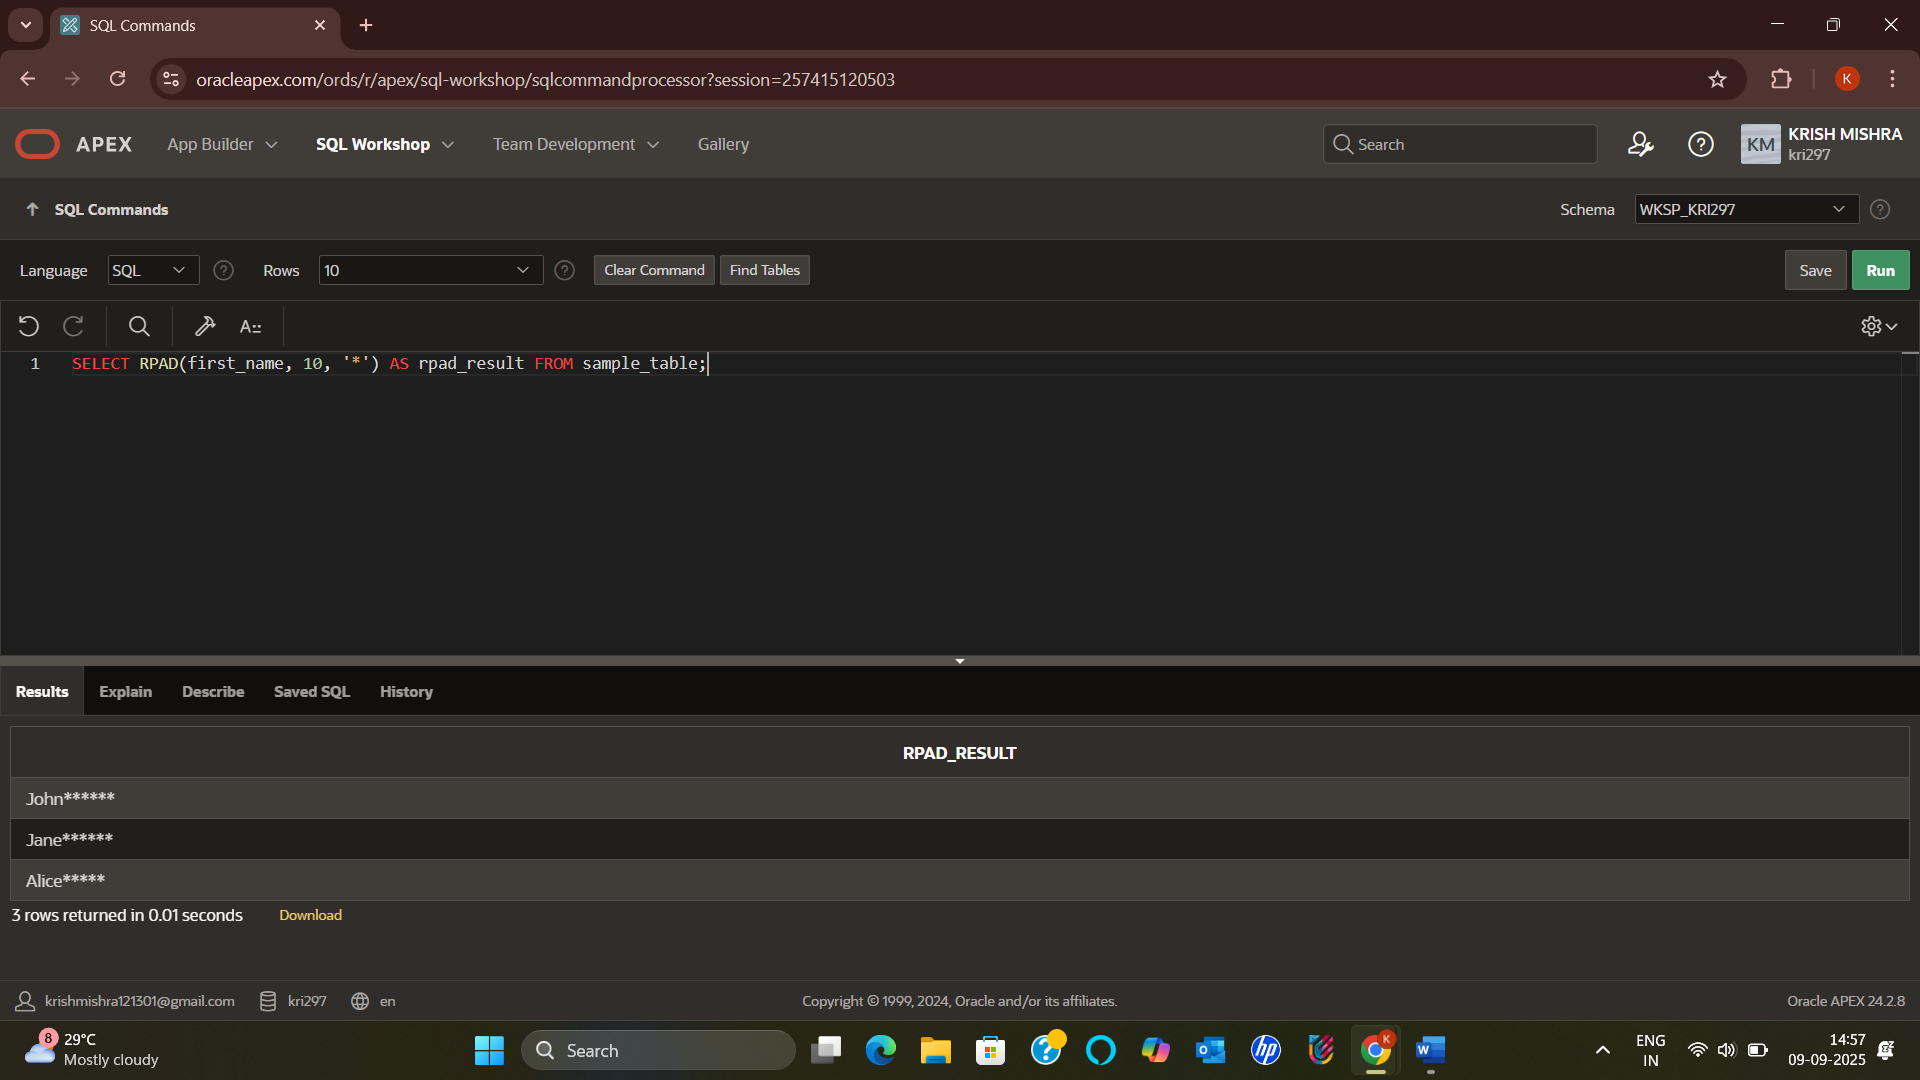 SQL Commands
oracleapex.com/ords/r/apex/sql-workshop/sqlcommandprocessor?session=257415120503
K
APEX
App Builder
SQL Workshop
Team Development
Gallery
Search
KM
KRISH MISHRA
kri297
SQL Commands
Schema
WKSP_KRI297
Language
SQL
Rows
10
Clear Command
Find Tables
Save
Run
1 SELECT RPAD(first_name, 10, '*') AS rpad_result FROM sample_table;
Results
Explain
Describe
Saved SQL
History
RPAD_RESULT
John******
Jane******
Alice*****
3 rows returned in 0.01 seconds
Download
krishmishra121301@gmail.com
kri297
en
Copyright © 1999, 2024, Oracle and/or its affiliates.
Oracle APEX 24.2.8
8
29°C
Mostly cloudy
Search
hp
K
W
ENG
IN
14:57
09-09-2025